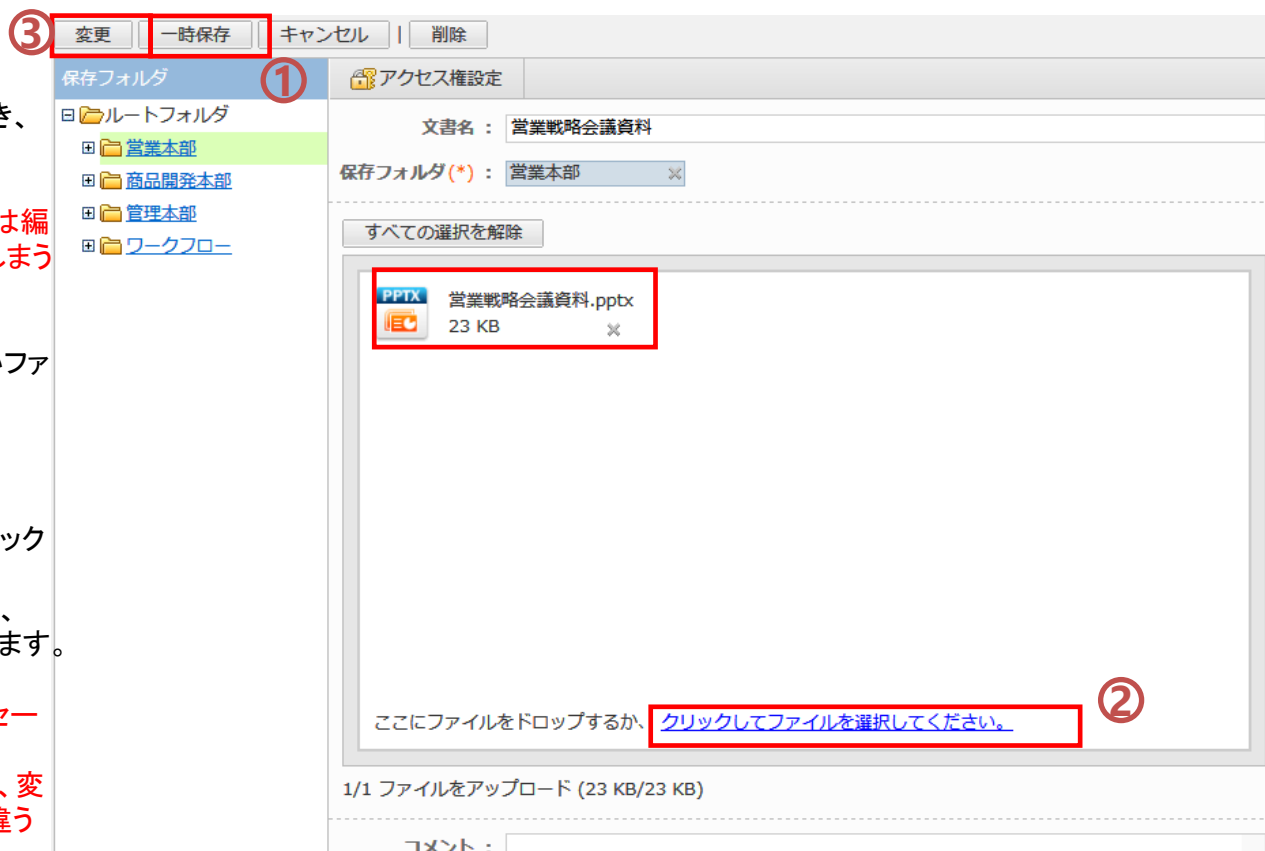 ③ 変更 一時保存 キャンセル | 削除
保存フォルダ ①
アクセス権設定
き、
ルートフォルダ
営業本部
商品開発本部
管理本部
ワークフロー
は編
しまう
ファ
ック
、
ます。
セー
、変
違う
文書名 : 営業戦略会議資料
保存フォルダ(*) : 営業本部
すべての選択を解除
PPTX
営業戦略会議資料.pptx
23 KB
ここにファイルをドロップするか、 クリックしてファイルを選択してください。 ②
1/1 ファイルをアップロード (23 KB/23 KB)
コメント :